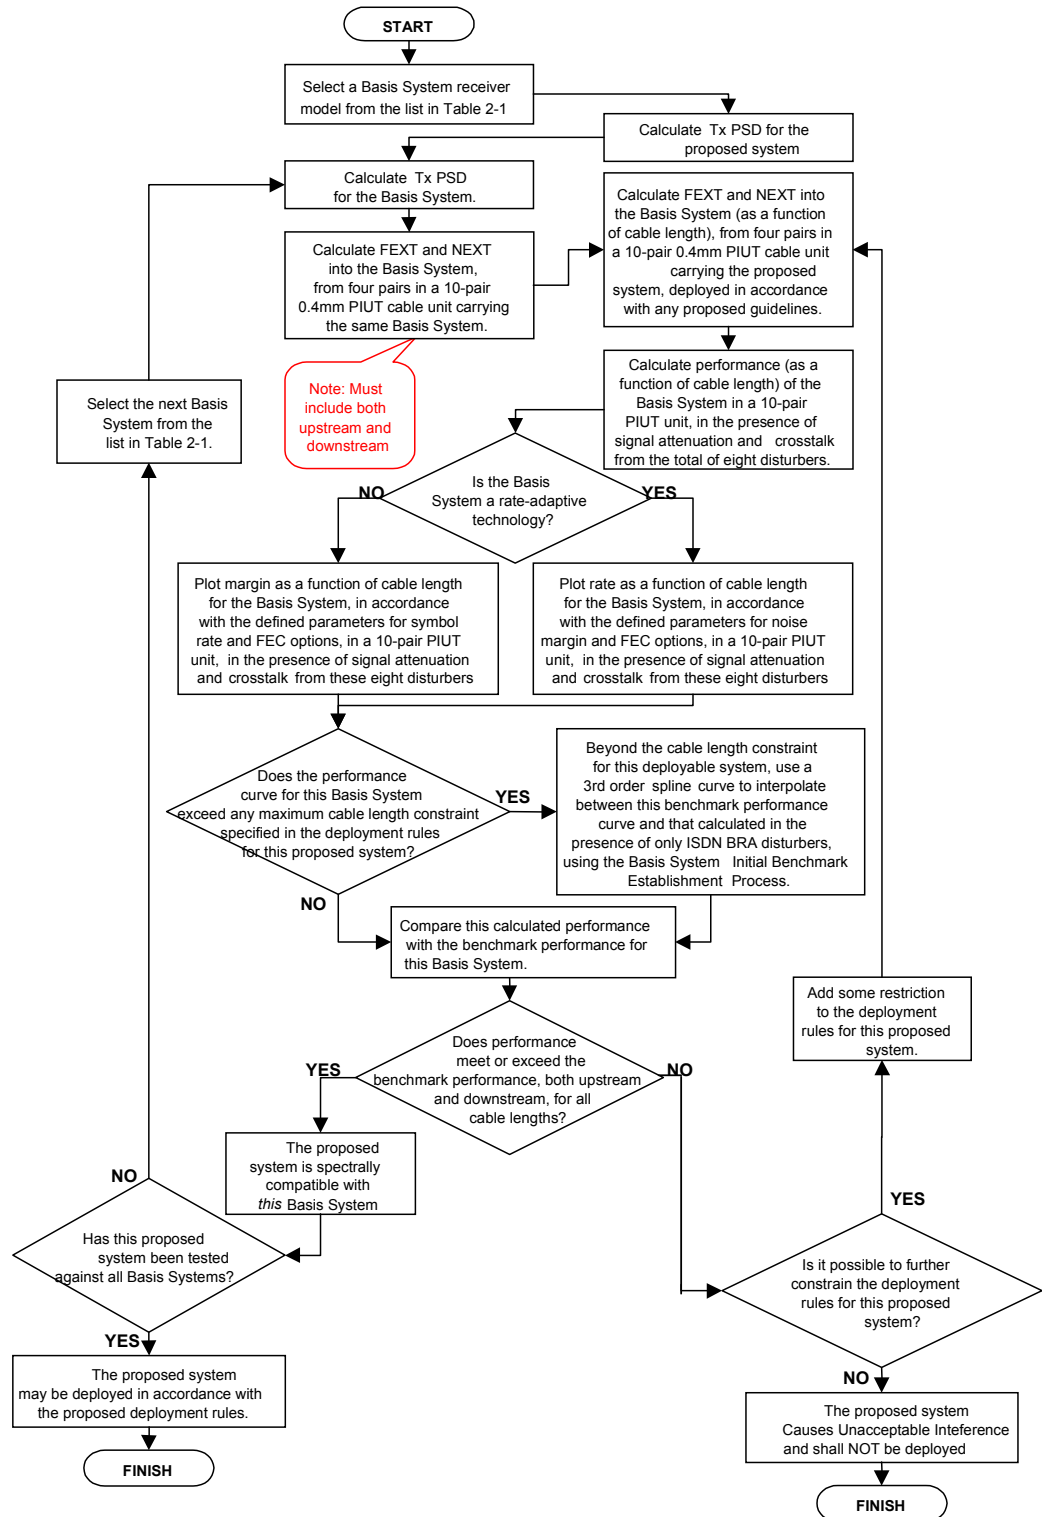 START
Select a Basis System receiver
model from the list in Table 2-1
Calculate Tx PSD for the
proposed system
Calculate Tx PSD
for the Basis System.
Calculate FEXT and NEXT into
the Basis System (as a function
of cable length), from four pairs in
a 10-pair 0.4mm PIUT cable unit
carrying the proposed
system, deployed in accordance
with any proposed guidelines.
Calculate FEXT and NEXT
into the Basis System,
from four pairs in a 10-pair
0.4mm PIUT cable unit carrying
the same Basis System.
Note: Must
include both
upstream and
downstream
Calculate performance (as a
function of cable length) of the
Basis System in a 10-pair
PIUT unit, in the presence of
signal attenuation and crosstalk
from the total of eight disturbers.
Select the next Basis
System from the
list in Table 2-1.
Is the Basis
System a rate-adaptive
technology?
NO
YES
Plot margin as a function of cable length
for the Basis System, in accordance
with the defined parameters for symbol
rate and FEC options, in a 10-pair PIUT
unit, in the presence of signal attenuation
and crosstalk from these eight disturbers
Plot rate as a function of cable length
for the Basis System, in accordance
with the defined parameters for noise
margin and FEC options, in a 10-pair PIUT
unit, in the presence of signal attenuation
and crosstalk from these eight disturbers
Does the performance
curve for this Basis System
exceed any maximum cable length constraint
specified in the deployment rules
for this proposed system?
YES
NO
Beyond the cable length constraint
for this deployable system, use a
3rd order spline curve to interpolate
between this benchmark performance
curve and that calculated in the
presence of only ISDN BRA disturbers,
using the Basis System Initial Benchmark
Establishment Process.
Compare this calculated performance
with the benchmark performance for
this Basis System.
Add some restriction
to the deployment
rules for this proposed
system.
Does performance
meet or exceed the
benchmark performance, both upstream
and downstream, for all
cable lengths?
YES
NO
The proposed
system is spectrally
compatible with
this Basis System
NO
YES
Has this proposed
system been tested
against all Basis Systems?
Is it possible to further
constrain the deployment
rules for this proposed
system?
YES
NO
The proposed system
may be deployed in accordance with
the proposed deployment rules.
The proposed system
Causes Unacceptable Inteference
and shall NOT be deployed
FINISH
FINISH